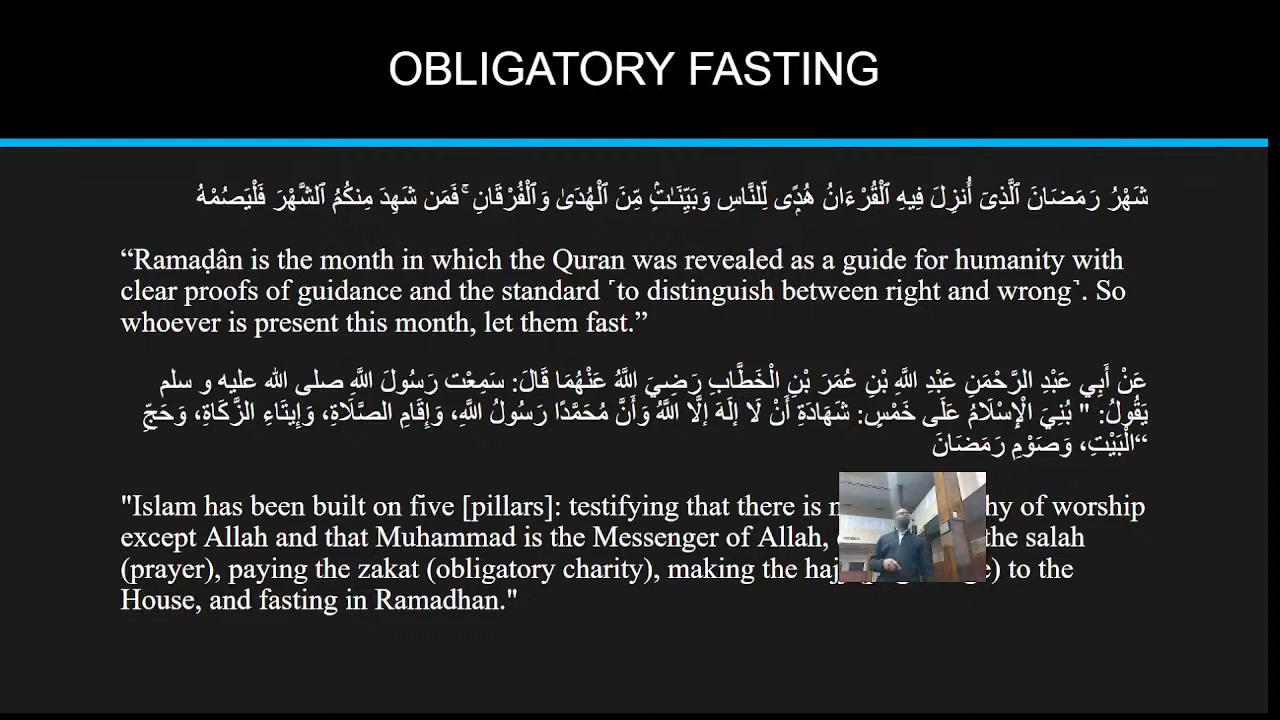 OBLIGATORY FASTING
شَهْرُ رَمَضَانَ ٱلَّذِىٓ أُنزِلَ فِيهِ ٱلْقُرْءَانُ هُدًى لِّلنَّاسِ وَبَيِّنَـٰتٍ مِّنَ ٱلْهُدَىٰ وَٱلْفُرْقَانِ ۚ فَمَن شَهِدَ مِنكُمُ ٱلشَّهْرَ فَلْيَصُمْهُ
“Ramaḍân is the month in which the Quran was revealed as a guide for humanity with
clear proofs of guidance and the standard ˹to distinguish between right and wrong˺. So
whoever is present this month, let them fast.”
عَنْ أَبِي عَبْدِ الرَّحْمَنِ عَبْدِ اللَّهِ بْنِ عُمَرَ بْنِ الْخَطَّابِ رَضِيَ اللَّهُ عَنْهُمَا قَالَ: سَمِعْت رَسُولَ اللَّهِ صلى الله عليه و سلم
يَقُولُ: " بُنِيَ الْإِسْلَامُ عَلَى خَمْسٍ: شَهَادَةِ أَنْ لَا إلَهَ إلَّا اللَّهُ وَأَنَّ مُحَمَّدًا رَسُولُ اللَّهِ، وَإِقَامِ الصَّلَاةِ، وَإِيتَاءِ الزَّكَاةِ، وَحَجِّ
الْبَيْتِ، وَصَوْمِ رَمَضَانَ“
"Islam has been built on five [pillars]: testifying that there is of worship
except Allah and that Muhammad is the Messenger of Allah, the salah
(prayer), paying the zakat (obligatory charity), making the to the
House, and fasting in Ramadhan."